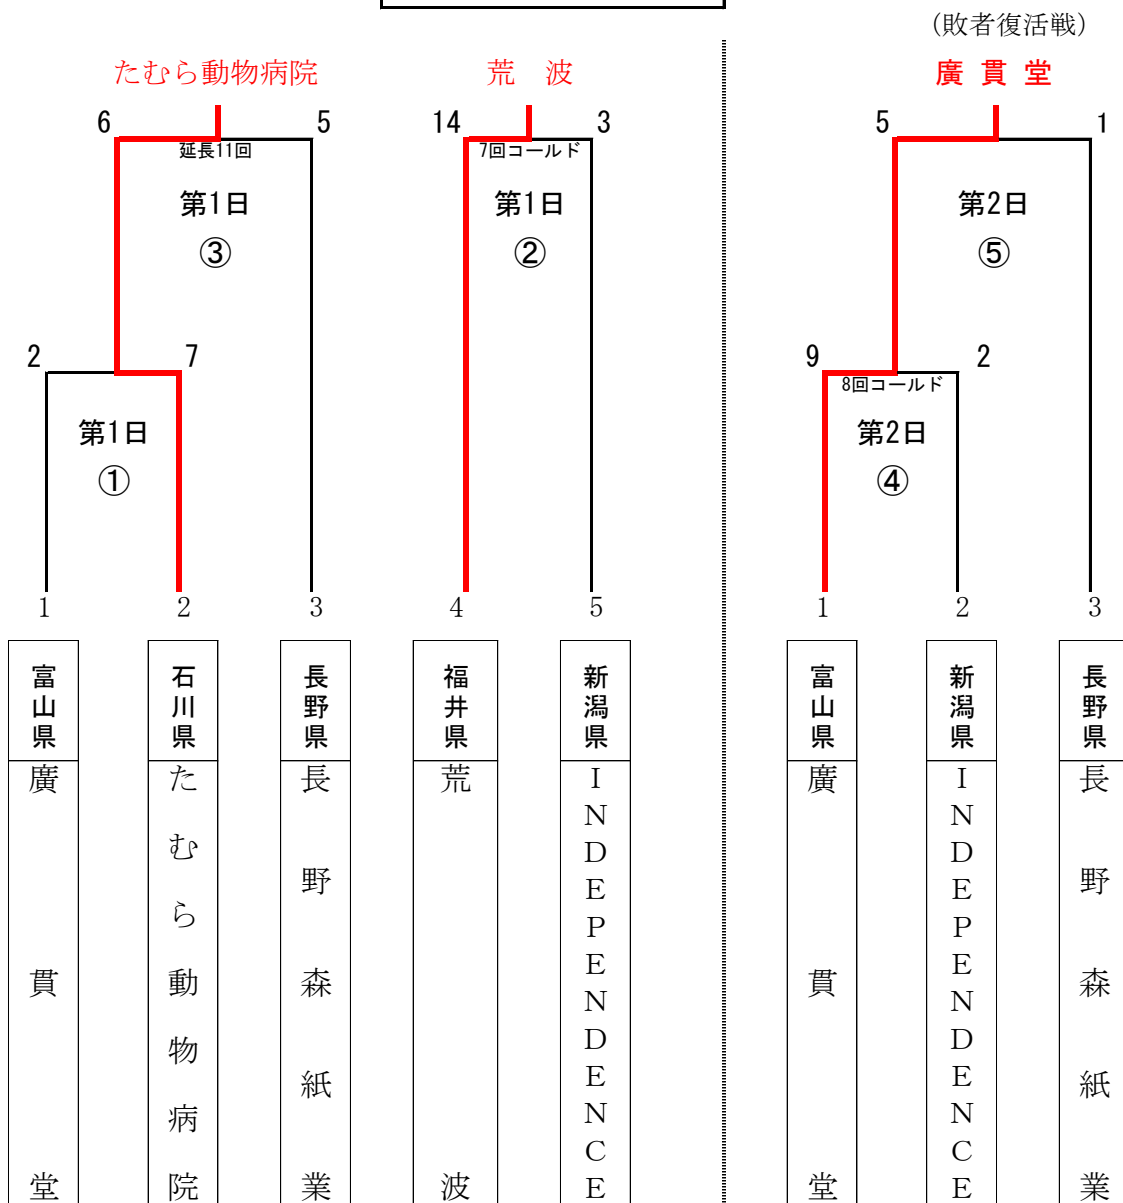 (敗者復活戦)
たむら動物病院
荒 波
廣 貫 堂
6 5
延長11回
第1日
③
14 3
7回コールド
第1日
②
5 1
第2日
⑤
2 7
第1日
①
9 2
8回コールド
第2日
④
1 2 3 4 5
1 2 3
富山県
廣貫堂
石川県
たむら動物病院
長野県
長野森紙業
福井県
荒波
新潟県
INDEPENDENCE
富山県
廣貫堂
新潟県
INDEPENDENCE
長野県
長野森紙業